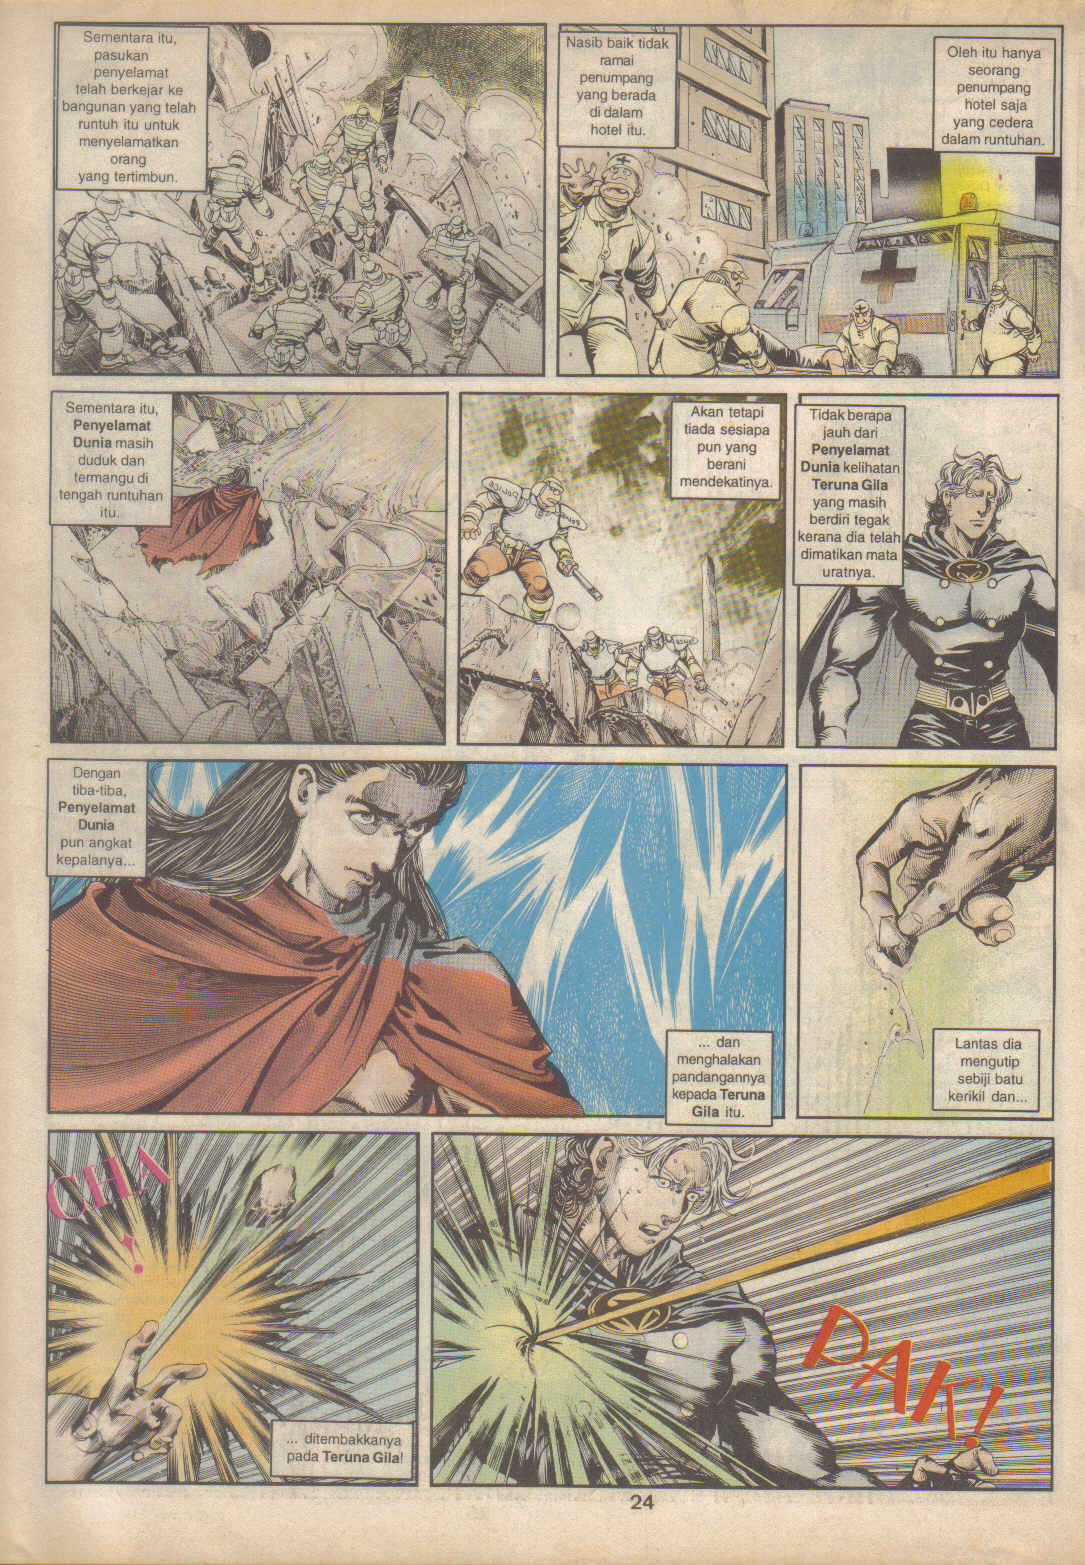 Sementara itu,
pasukan
penyelamat
telah berkejar ke
bangunan yang telah
runtuh itu untuk
menyelamatkan
orang
yang tertimbun.
Nasib baik tidak
ramai
penumpang
yang berada
di dalam
hotel itu.
Oleh itu hanya
seorang
penumpang
hotel saja
yang cedera
dalam runtuhan.
Sementara itu,
Penyelamat
Dunia masih
duduk dan
termangu di
tengah runtuhan
itu.
Akan tetapi
tiada sesiapa
pun yang
berani
mendekatinya.
Tidak berapa
jauh dari
Penyelamat
Dunia kelihatan
Teruna Gila
yang masih
berdiri tegak
kerana dia telah
dimatikan mata
uratnya.
Dengan
tiba-tiba,
Penyelamat
Dunia
pun angkat
kepalanya...
... dan
menghalakan
pandangannya
kepada Teruna
Gila itu.
Lantas dia
mengutip
sebiji batu
kerikil dan...
CHA
!
... ditembakkanya
pada Teruna Gila!
DAK!
24